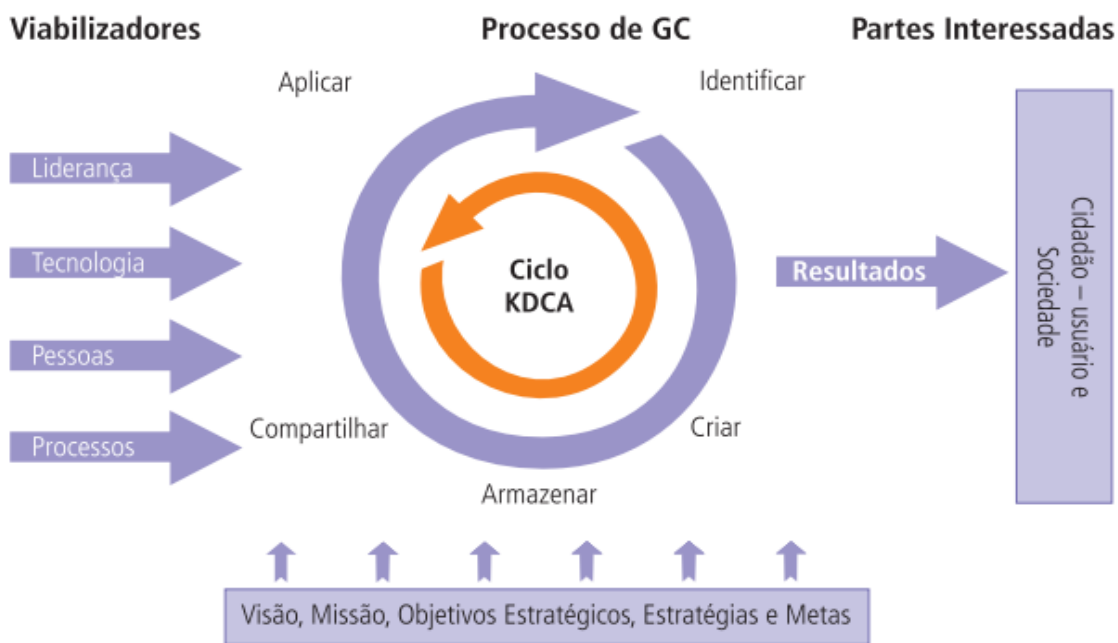 Viabilizadores
Processo de GC
Partes Interessadas
Aplicar
Identificar
Liderança
Tecnologia
Pessoas
Processos
Ciclo
KDCA
Compartilhar
Criar
Armazenar
Resultados
Cidadão – usuário e
Sociedade
Visão, Missão, Objetivos Estratégicos, Estratégias e Metas